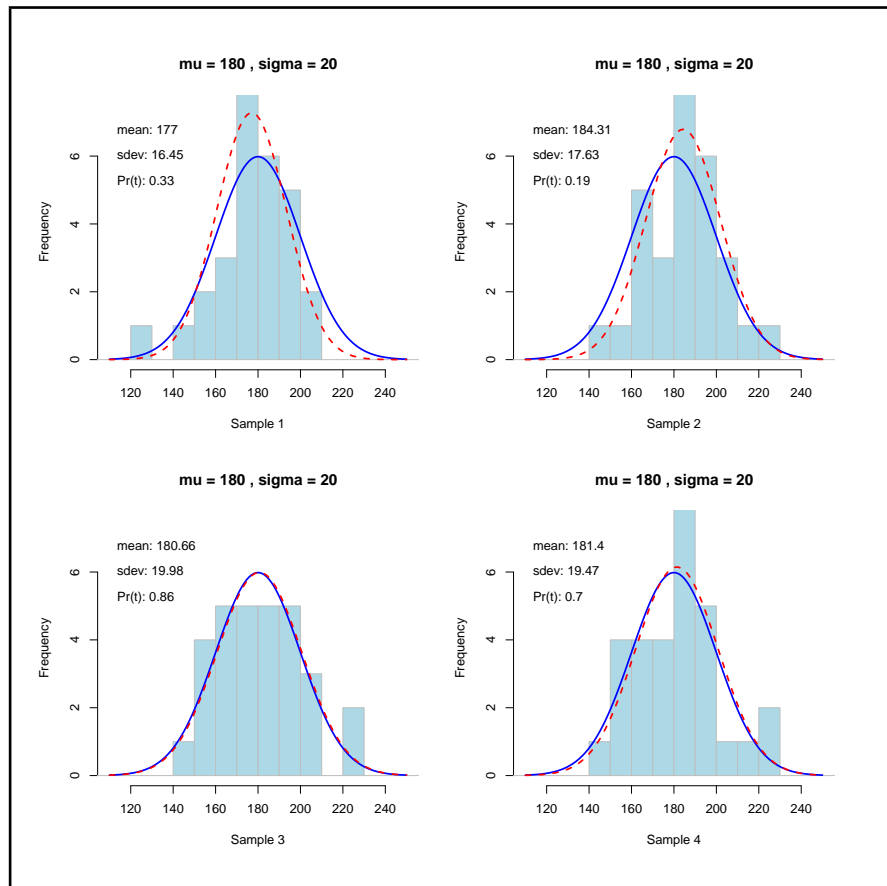 mu = 180 , sigma = 20
mean: 177
sdev: 16.45
Pr(t): 0.33
Frequency
0
2
4
6
120 140 160 180 200 220 240
Sample 1
mu = 180 , sigma = 20
mean: 184.31
sdev: 17.63
Pr(t): 0.19
Frequency
0
2
4
6
120 140 160 180 200 220 240
Sample 2
mu = 180 , sigma = 20
mean: 180.66
sdev: 19.98
Pr(t): 0.86
Frequency
0
2
4
6
120 140 160 180 200 220 240
Sample 3
mu = 180 , sigma = 20
mean: 181.4
sdev: 19.47
Pr(t): 0.7
Frequency
0
2
4
6
120 140 160 180 200 220 240
Sample 4